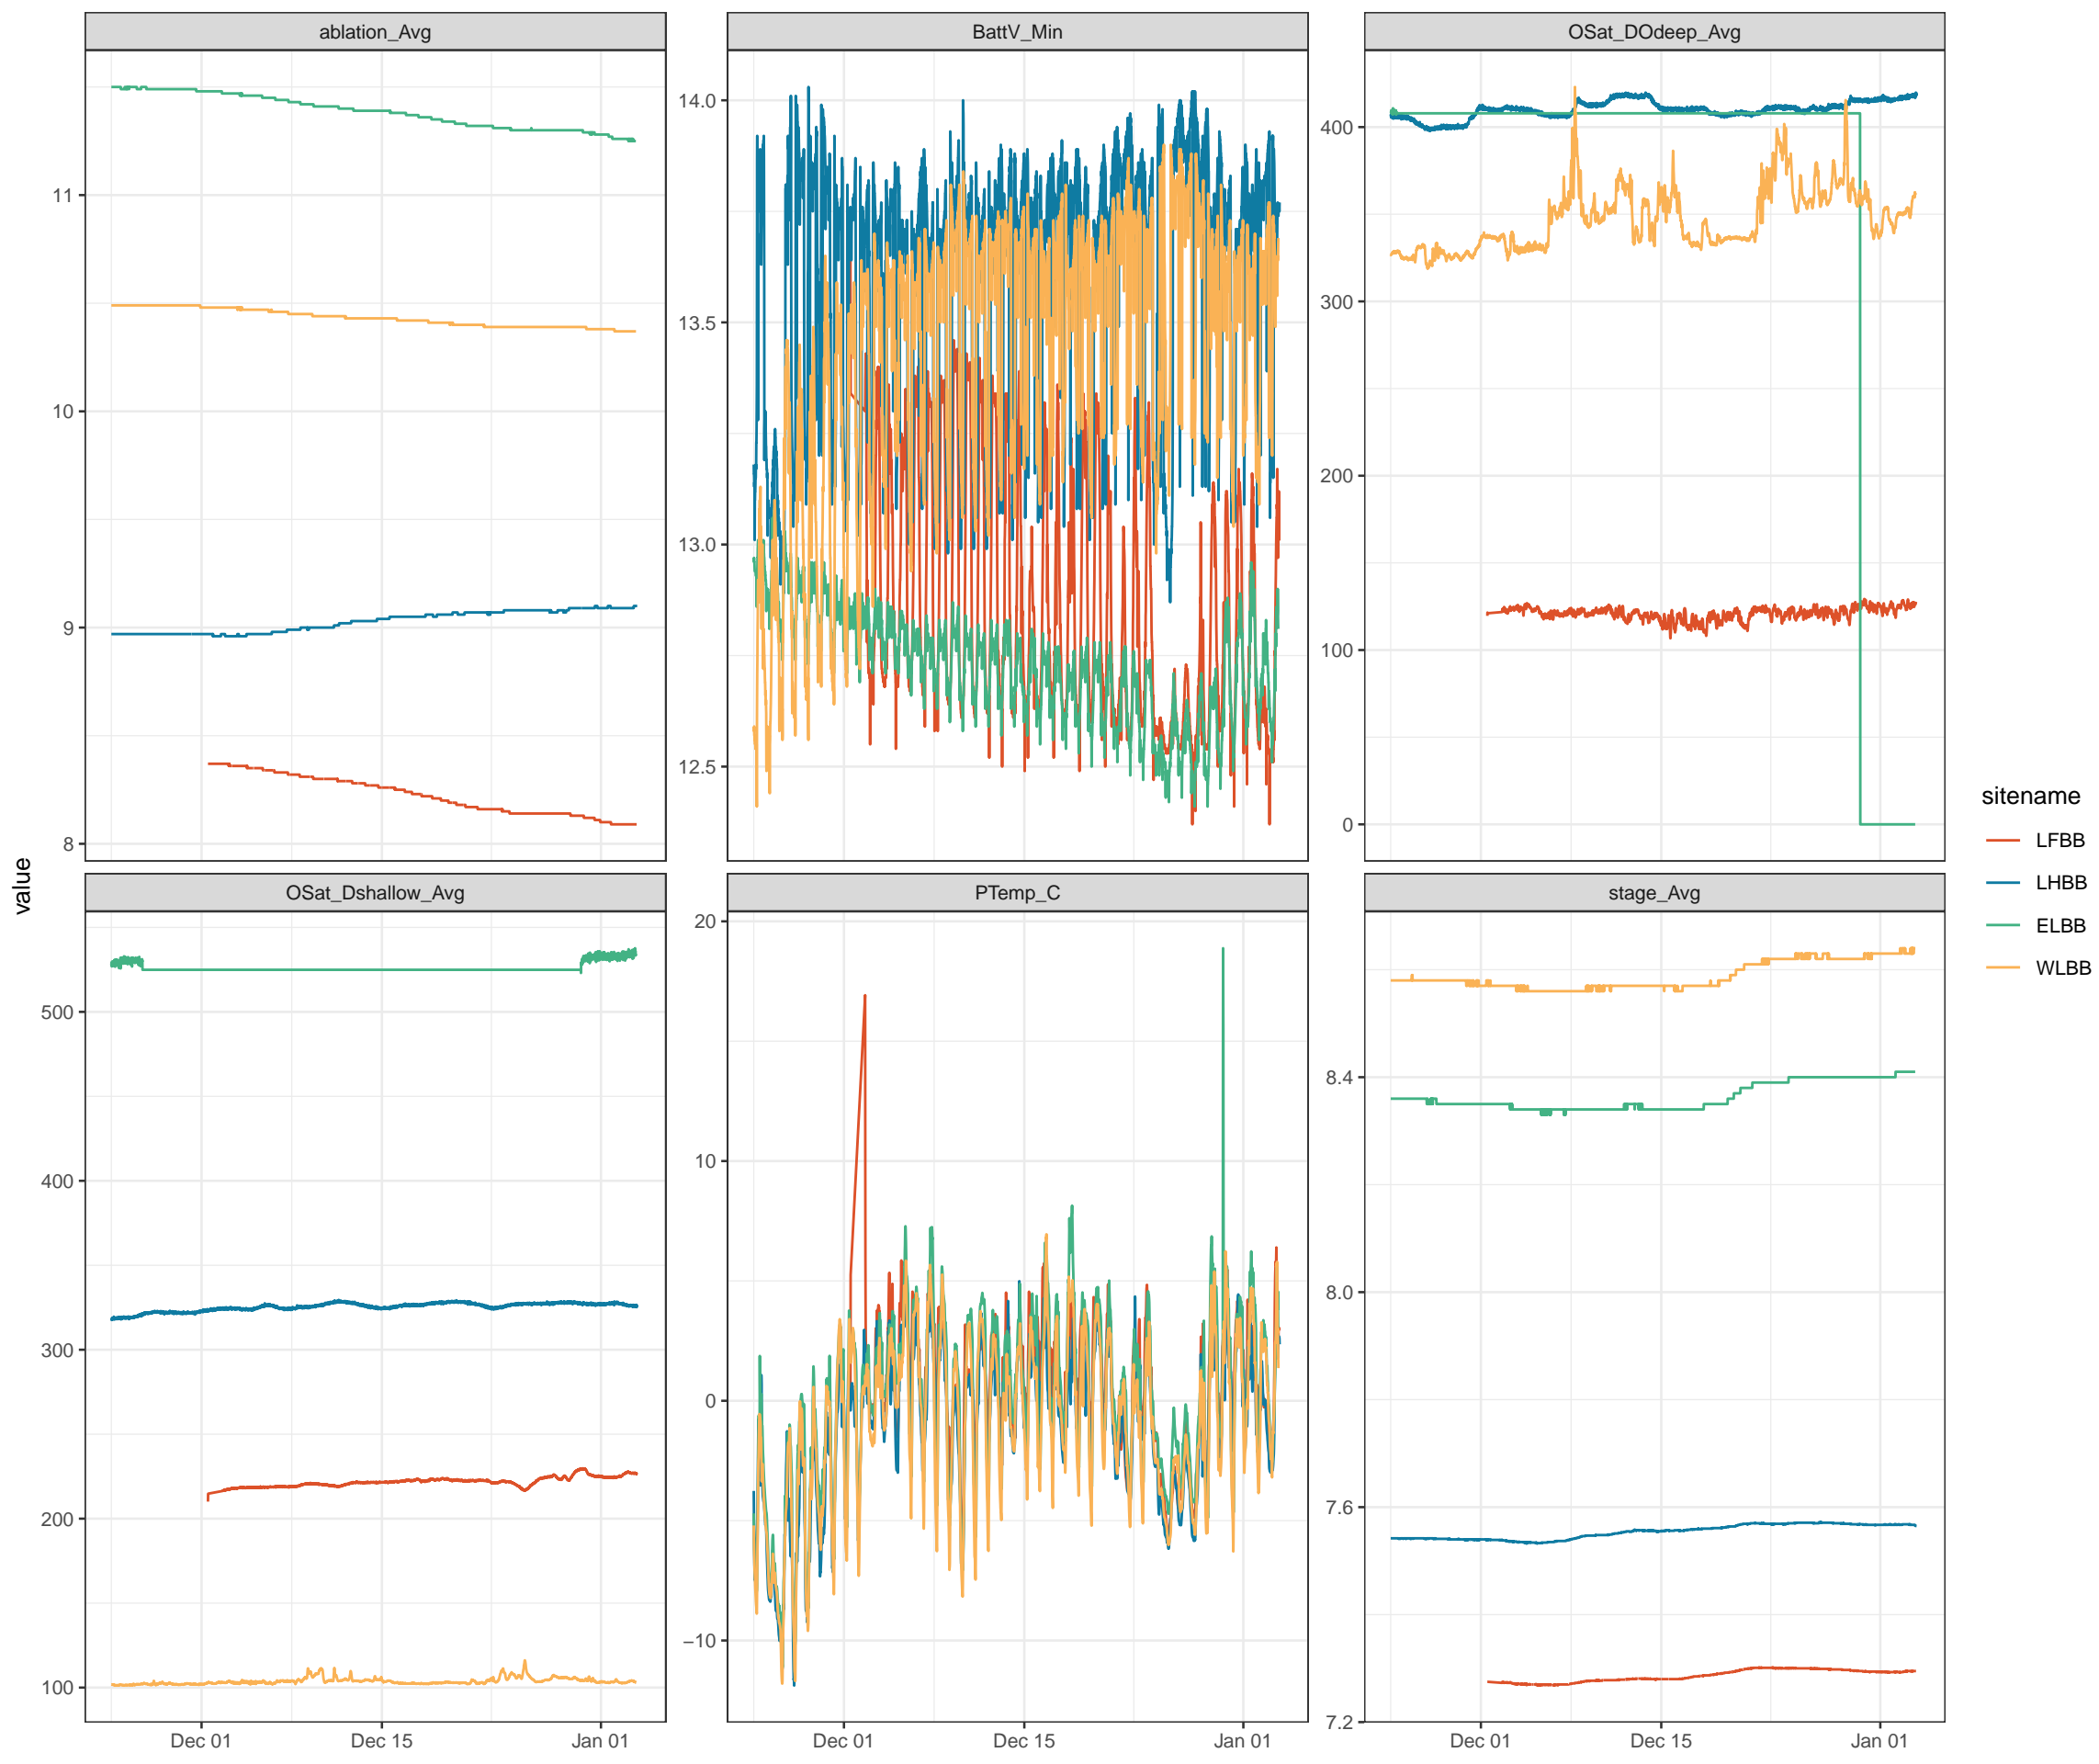 ablation_Avg
BattV_Min
OSat_DOdeep_Avg
11
10
9
8
14.0
13.5
13.0
12.5
400
300
200
100
0
value
OSat_Dshallow_Avg
PTemp_C
stage_Avg
500
400
300
200
100
20
10
0
−10
8.4
8.0
7.6
7.2
Dec 01
Dec 15
Jan 01
Dec 01
Dec 15
Jan 01
Dec 01
Dec 15
Jan 01
sitename
LFBB
LHBB
ELBB
WLBB